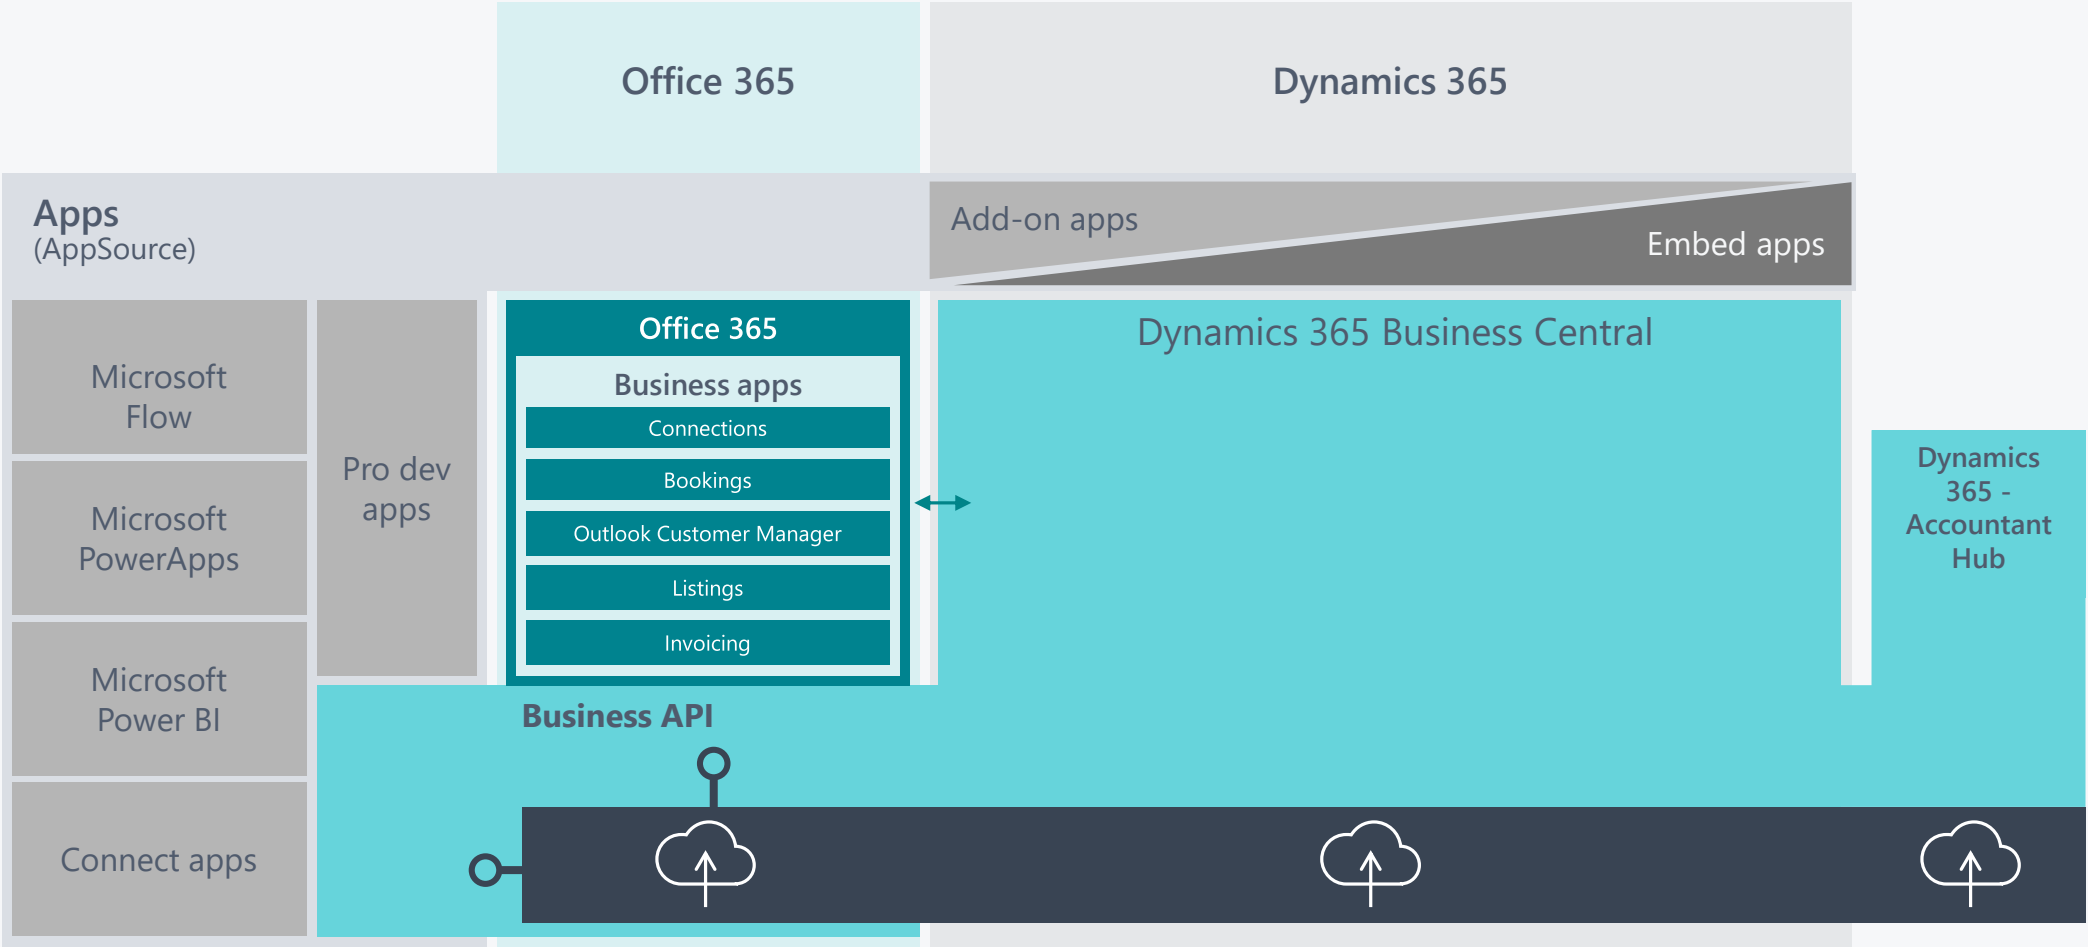 Office 365
Dynamics 365
Apps
(AppSource)
Add-on apps
Embed apps
Microsoft
Flow
Microsoft
PowerApps
Microsoft
Power BI
Connect apps
Pro dev
apps
Office 365
Business apps
Connections
Bookings
Outlook Customer Manager
Listings
Invoicing
Dynamics 365 Business Central
Dynamics
365 -
Accountant
Hub
Business API